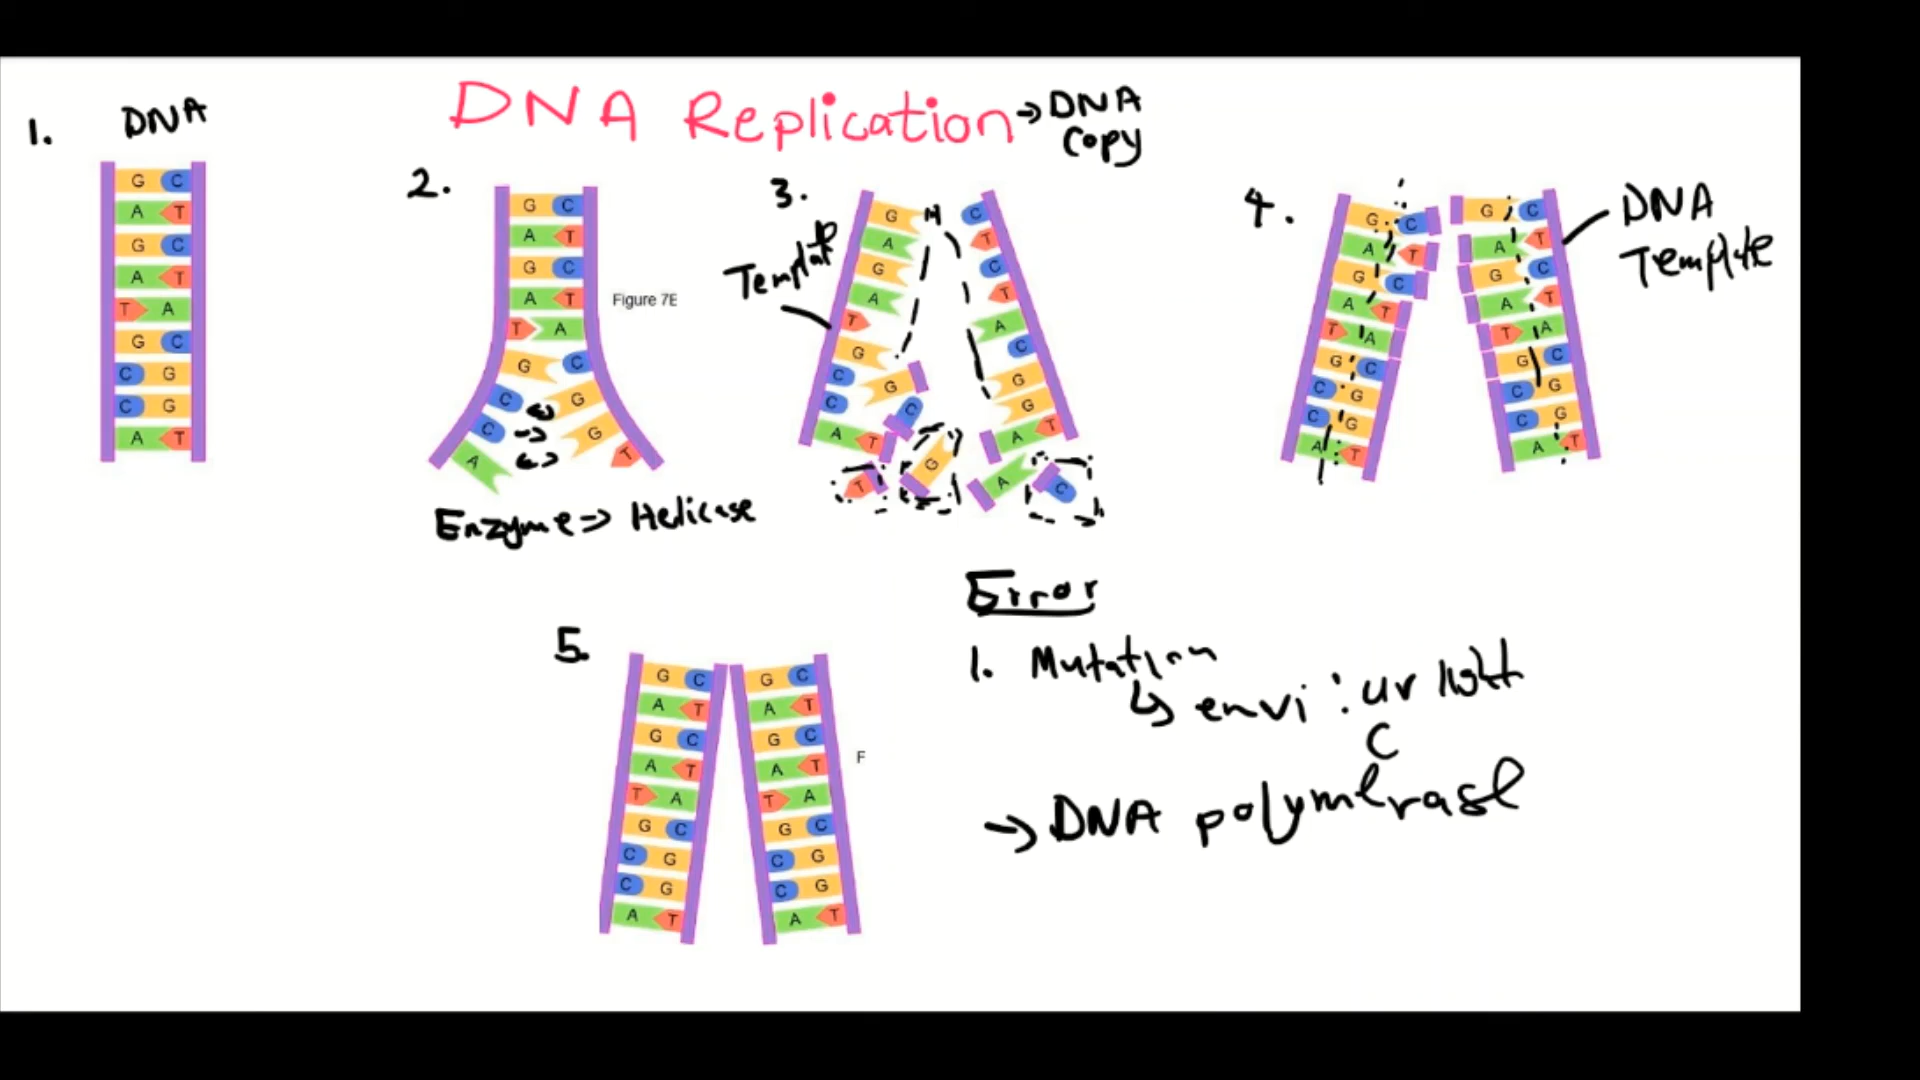 DNA Replication → DNA
Copy
1. DNA
G C
A T
G C
A T
T A
G C
C G
C G
A T
2.
G C
A T
G C
A T
T A
G C
C G
C G
A T
Figure 7E
Enzyme => Helicase
3.
Template
G C
A T
G C
A T
T A
G C
C G G
C C G
A T A T
T G A C
4.
DNA
Template
G C G C
A T A T
G C G C
A T A T
T A T A
G C G C
C G C G
C G C G
A T A T
5.
G C G C
A T A T
G C G C
A T A T
T A T A
G C G C
C G C G
C G C G
A T A T
F
Error
1. Mutation
↳ envi : uv light
C
→ DNA polymerase